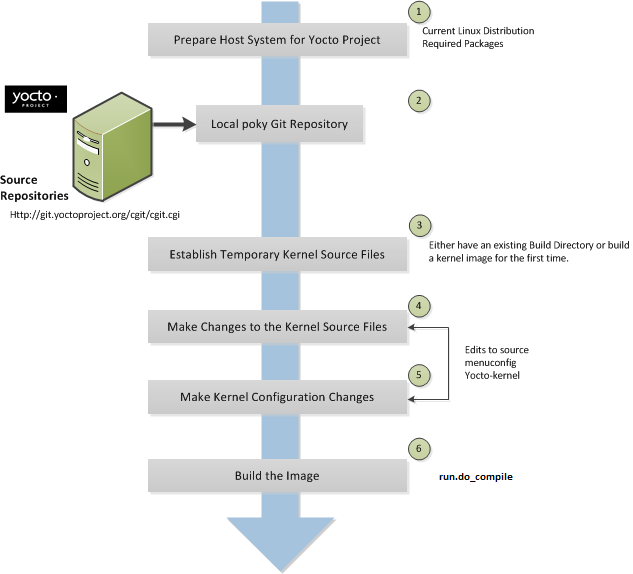 1
Prepare Host System for Yocto Project
Current Linux Distribution
Required Packages
yocto ·
PROJECT
2
Local poky Git Repository
Source
Repositories
Http://git.yoctoproject.org/cgit/cgit.cgi
3
Establish Temporary Kernel Source Files
Either have an existing Build Directory or build
a kernel image for the first time.
4
Make Changes to the Kernel Source Files
Edits to source
menuconfig
Yocto-kernel
5
Make Kernel Configuration Changes
6
Build the Image
run.do_compile